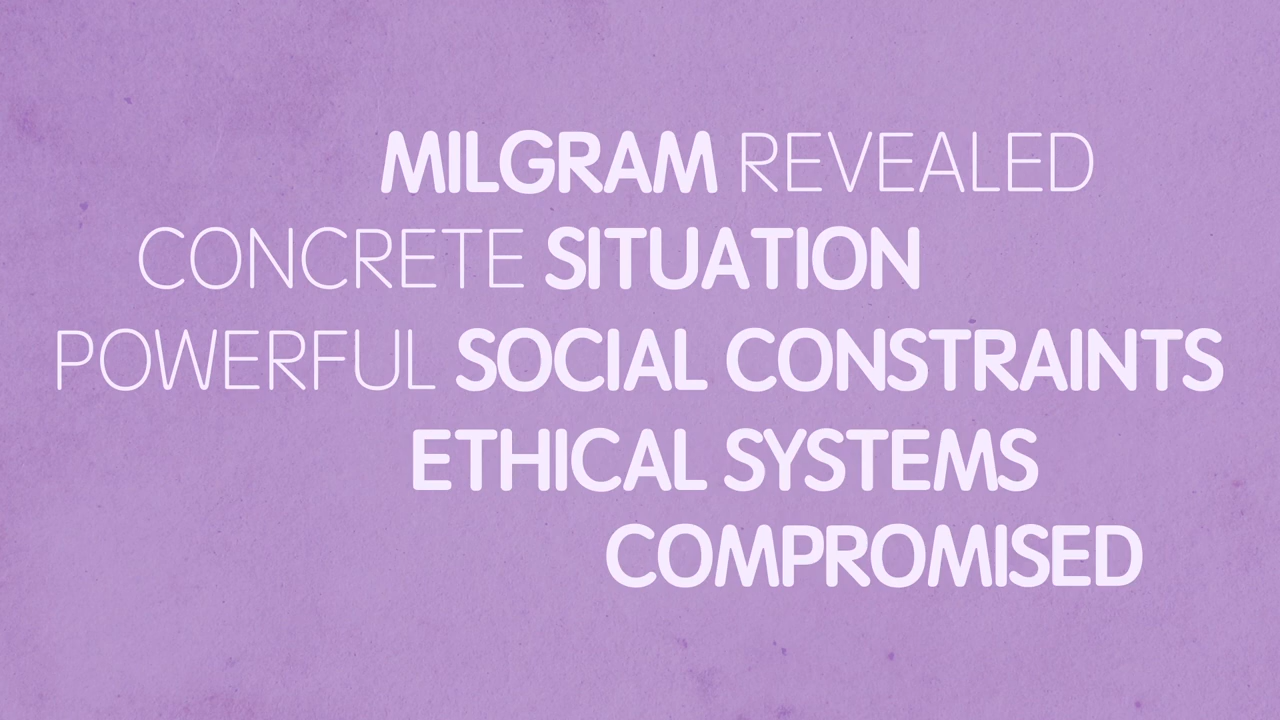 MILGRAM REVEALED
CONCRETE SITUATION
POWERFUL SOCIAL CONSTRAINTS
ETHICAL SYSTEMS
COMPROMISED